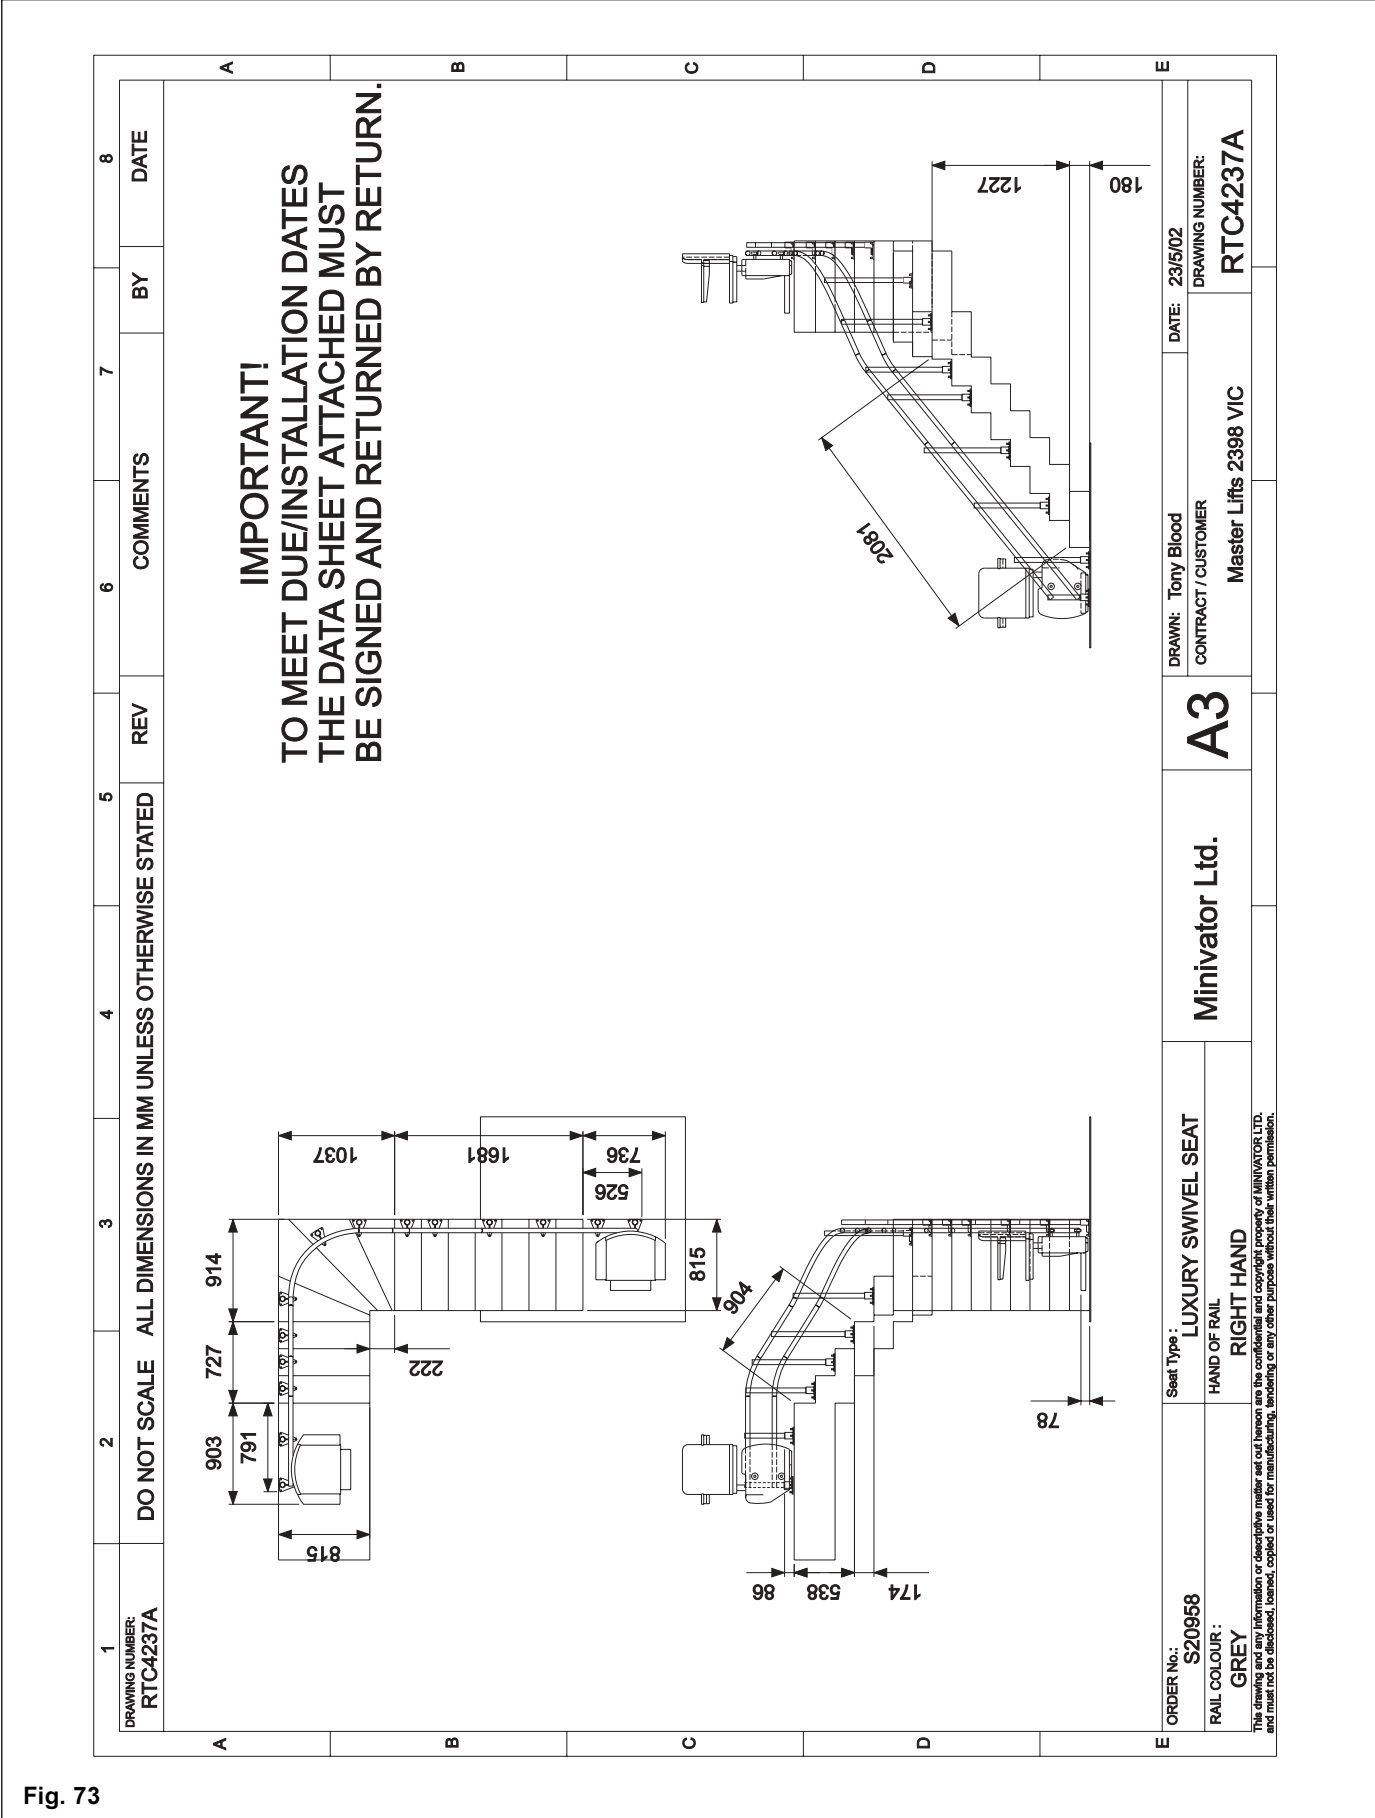 1 2 3 4 5 6 7 8
DRAWING NUMBER:
RTC4237A
DO NOT SCALE ALL DIMENSIONS IN MM UNLESS OTHERWISE STATED
REV COMMENTS BY DATE
A
A
B
B
C
C
D
D
E
E
IMPORTANT!
TO MEET DUE/INSTALLATION DATES
THE DATA SHEET ATTACHED MUST
BE SIGNED AND RETURNED BY RETURN.
903
727
914
791
815
222
1037
1681
736
526
815
904
86
538
174
78
2081
1227
180
ORDER No.:
S20958
RAIL COLOUR :
GREY
Seat Type :
LUXURY SWIVEL SEAT
HAND OF RAIL
RIGHT HAND
Minivator Ltd.
A3
DRAWN: Tony Blood
DATE: 23/5/02
CONTRACT / CUSTOMER
Master Lifts 2398 VIC
DRAWING NUMBER:
RTC4237A
This drawing and any information or descriptive matter set out hereon are the confidential and copyright property of MINIVATOR LTD.
and must not be disclosed, loaned, copied or used for manufacturing, tendering or any other purpose without their written permission.
Fig. 73